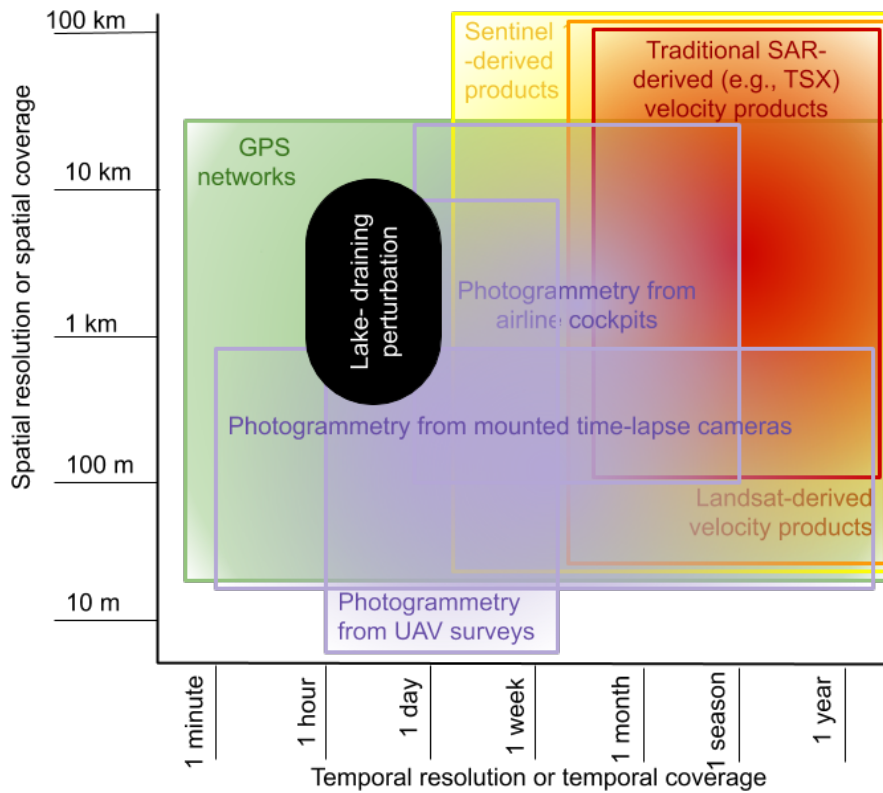 100 km
10 km
1 km
100 m
10 m
Spatial resolution or spatial coverage
Sentinel 1
-derived
products
Traditional SAR-
derived (e.g., TSX)
velocity products
GPS
networks
Lake- draining
perturbation
Photogrammetry from
airline cockpits
Photogrammetry from mounted time-lapse cameras
Landsat-derived
velocity products
Photogrammetry
from UAV surveys
1 minute
1 hour
1 day
1 week
1 month
1 season
1 year
Temporal resolution or temporal coverage